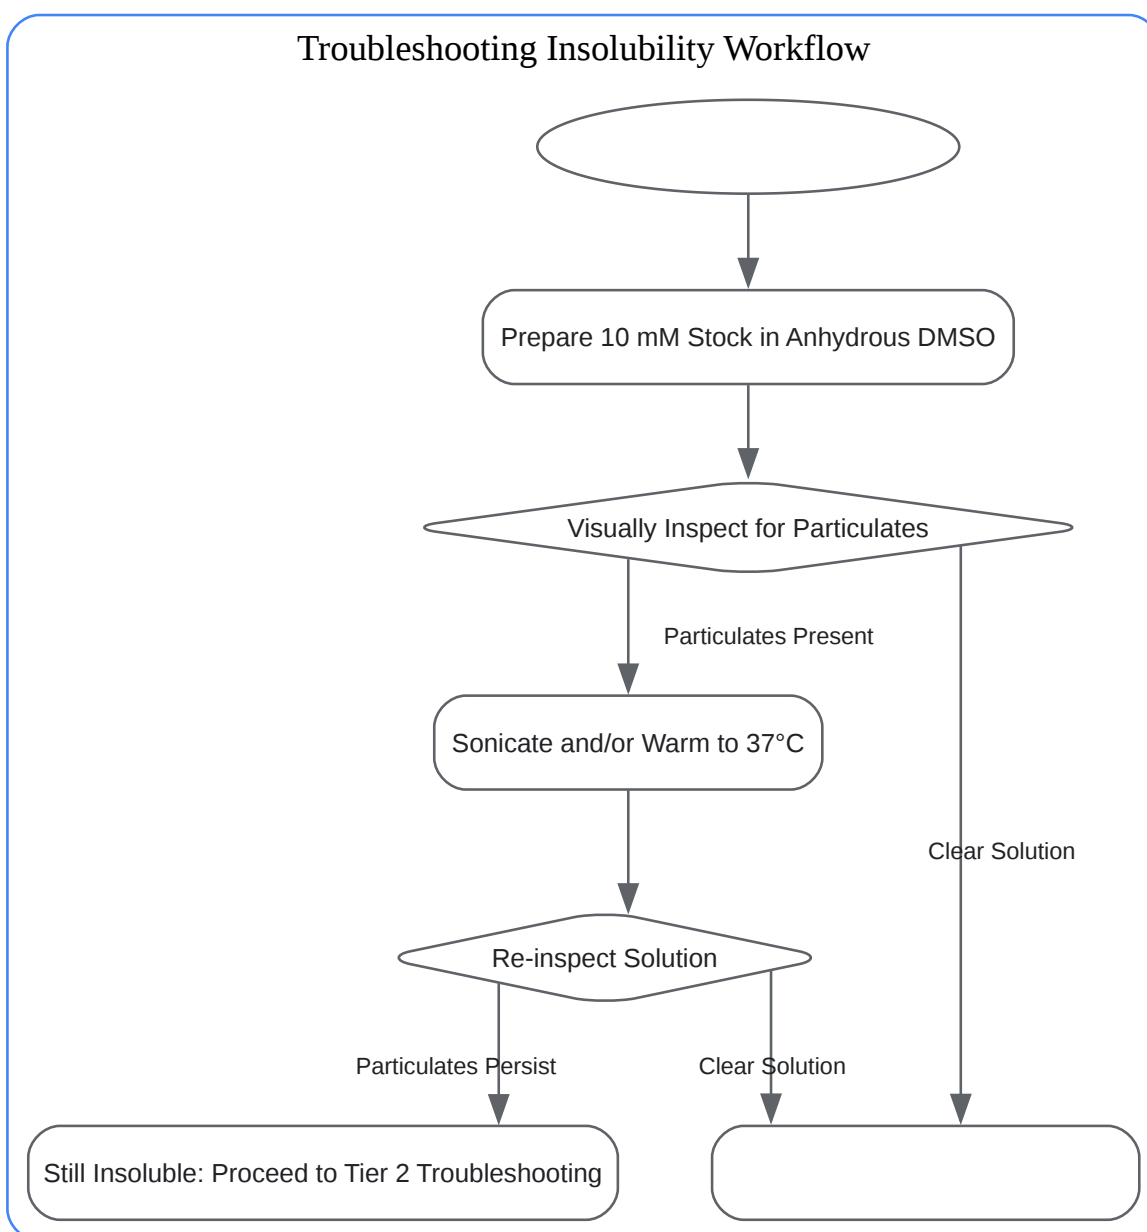 Troubleshooting Insolubility Workflow
Prepare 10 mM Stock in Anhydrous DMSO
Visually Inspect for Particulates
Particulates Present
Sonicate and/or Warm to 37°C
Clear Solution
Re-inspect Solution
Particulates Persist
Clear Solution
Still Insoluble: Proceed to Tier 2 Troubleshooting